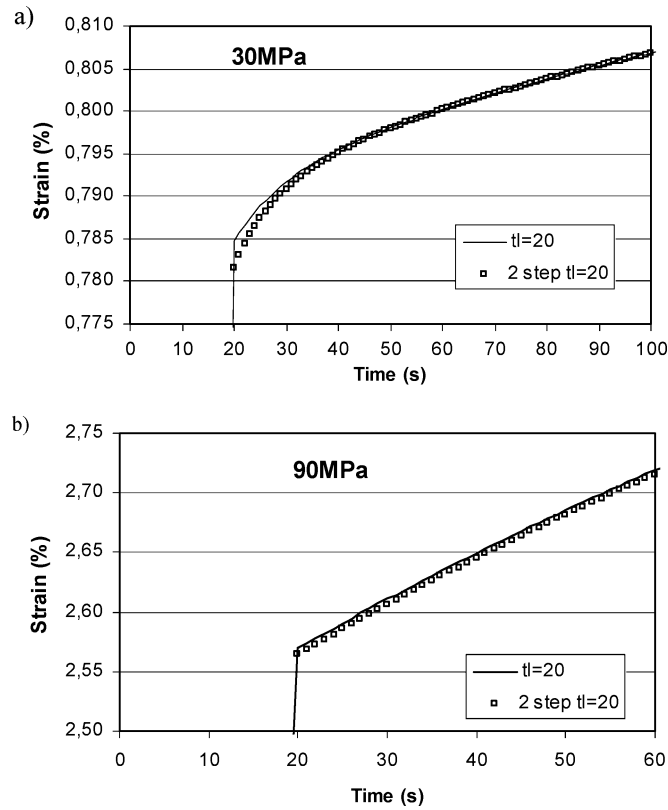 a)
0,810
0,805
0,800
0,795
0,790
0,785
0,780
0,775
Strain (%)
30MPa
tl=20
2 step tl=20
0 10 20 30 40 50 60 70 80 90 100
Time (s)
b)
2,75
2,70
2,65
2,60
2,55
2,50
Strain (%)
90MPa
tl=20
2 step tl=20
0 10 20 30 40 50 60
Time (s)